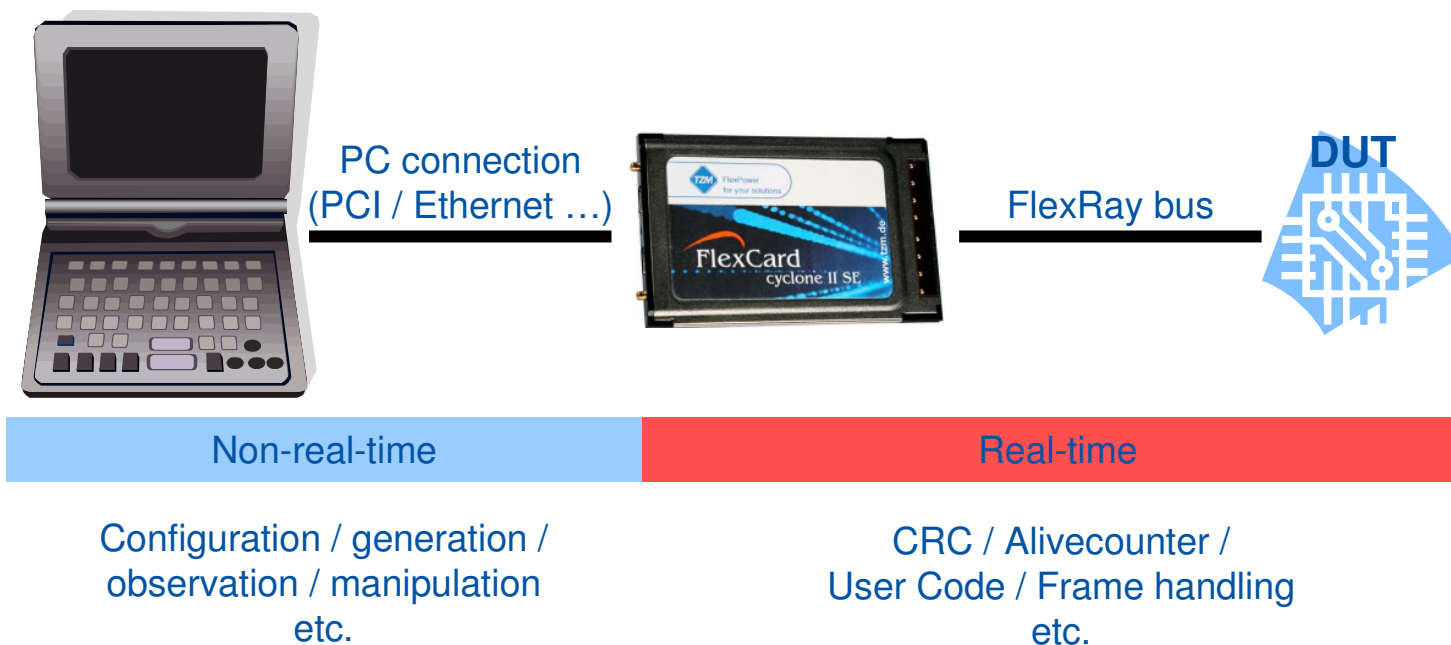 PC connection
(PCI / Ethernet …)
TZM
FlexPower
for your solutions
FlexCard
cyclone II SE
www.tzm.de
FlexRay bus
DUT
Non-real-time
Real-time
Configuration / generation /
observation / manipulation
etc.
CRC / Alivecounter /
User Code / Frame handling
etc.